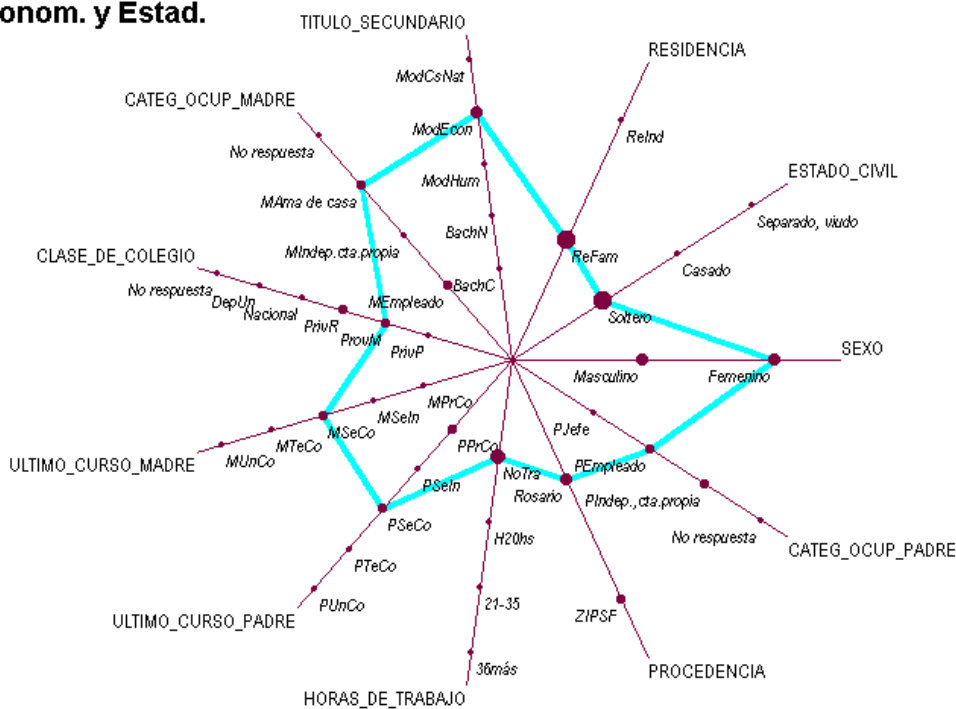 onom. y Estad.
TITULO_SECUNDARIO
RESIDENCIA
ModCsNat
CATEG_OCUP_MADRE
ModEcon
ReInd
No respuesta
ESTADO_CIVIL
ModHum
MAma de casa
Separado, viudo
BachN
MIndep.cta.propia
CLASE_DE_COLEGIO
ReFam
Casado
No respuesta
BachC
DepUn
MEmpleado
Nacional
Soltero
PrivR
ProvM
PrivP
SEXO
Masculino
Femenino
MPrCo
MSeIn
PJefe
MSeCo
MTeCo
PPrCo
ULTIMO_CURSO_MADRE
MUnCo
NoTra
PEmpleado
PSeIn
Rosario
PIndep.,cta.propia
PSeCo
H20hs
No respuesta
CATEG_OCUP_PADRE
PTeCo
PUnCo
21-35
ZIPSF
ULTIMO_CURSO_PADRE
36más
PROCEDENCIA
HORAS_DE_TRABAJO